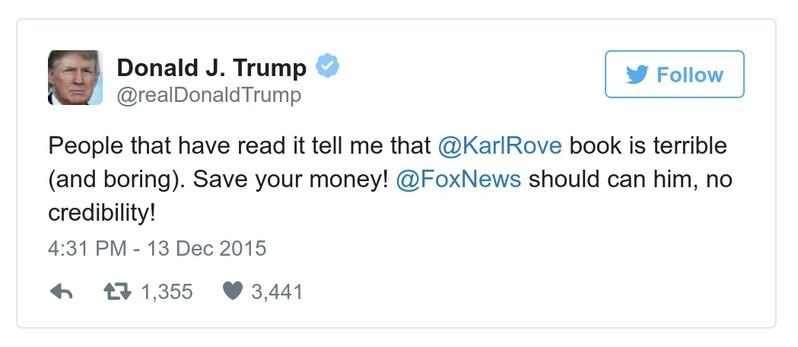 Donald J. Trump
@realDonaldTrump
Follow
People that have read it tell me that @KarlRove book is terrible
(and boring). Save your money! @FoxNews should can him, no
credibility!
4:31 PM - 13 Dec 2015
1,355 3,441